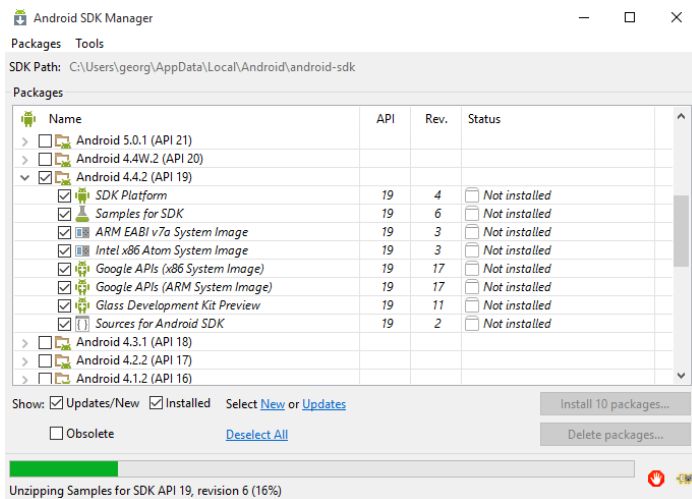 Android SDK Manager
Packages Tools
SDK Path: C:\Users\georg\AppData\Local\Android\android-sdk
Packages
Name API Rev. Status
Android 5.0.1 (API 21)
Android 4.4W.2 (API 20)
Android 4.4.2 (API 19)
SDK Platform 19 4 Not installed
Samples for SDK 19 6 Not installed
ARM EABI v7a System Image 19 3 Not installed
Intel x86 Atom System Image 19 3 Not installed
Google APIs (x86 System Image) 19 17 Not installed
Google APIs (ARM System Image) 19 17 Not installed
Glass Development Kit Preview 19 11 Not installed
Sources for Android SDK 19 2 Not installed
Android 4.3.1 (API 18)
Android 4.2.2 (API 17)
Android 4.1.2 (API 16)
Show: Updates/New Installed Select New or Updates Install 10 packages...
Obsolete Deselect All Delete packages...
Unzipping Samples for SDK API 19, revision 6 (16%)